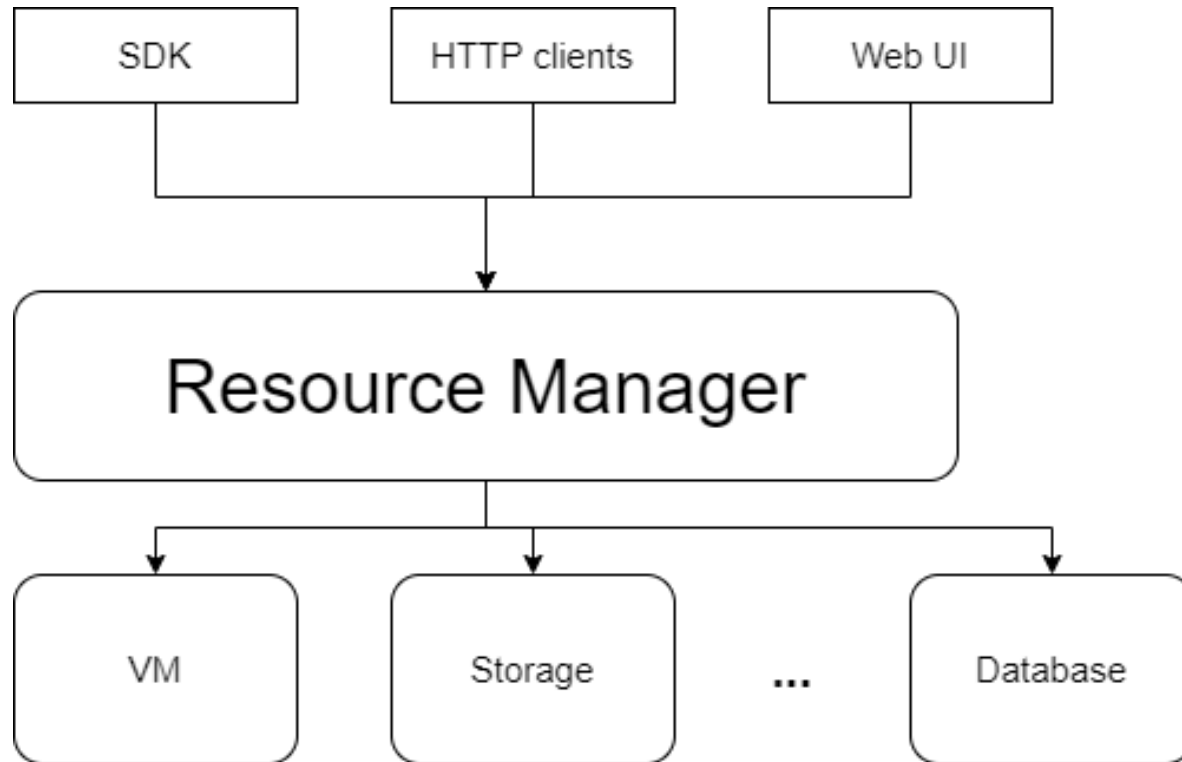 SDK
HTTP clients
Web UI
Resource Manager
VM
Storage
...
Database